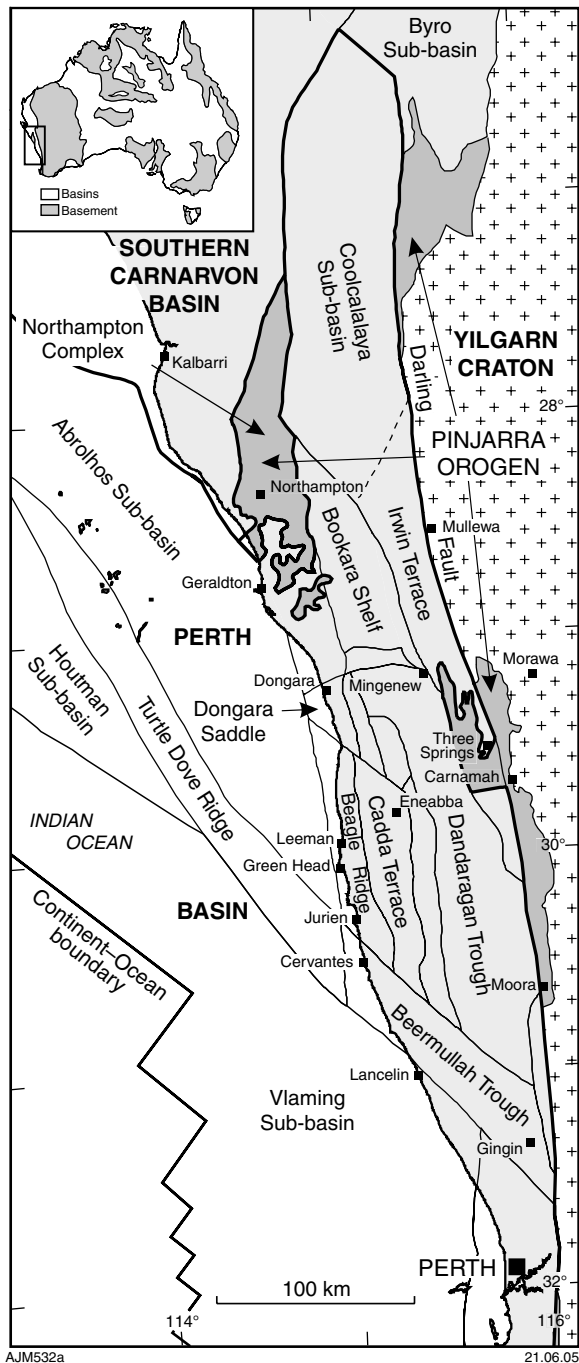 Byro
Sub-basin
Basins
Basement
SOUTHERN
CARNARVON
BASIN
Coolcalalaya
Sub-basin
Northampton
Complex
Kalbarri
YILGARN
CRATON
Darling
28°
PINJARRA
OROGEN
Abrolhos Sub-basin
Northampton
Bookara Shelf
Irwin Terrace
Mullewa
Fault
Geraldton
PERTH
Houtman
Sub-basin
Morawa
Dongara
Mingenew
Dongara
Saddle
Turtle Dove Ridge
Three
Springs
Carnamah
Eneabba
INDIAN
OCEAN
Leeman
Beagle
Ridge
Cadda Terrace
Dandaragan Trough
30°
Green Head
BASIN
Jurien
Continent–Ocean
boundary
Cervantes
Moora
Beermullah Trough
Lancelin
Vlaming
Sub-basin
Gingin
PERTH
100 km
32°
114°
116°
AJM532a
21.06.05